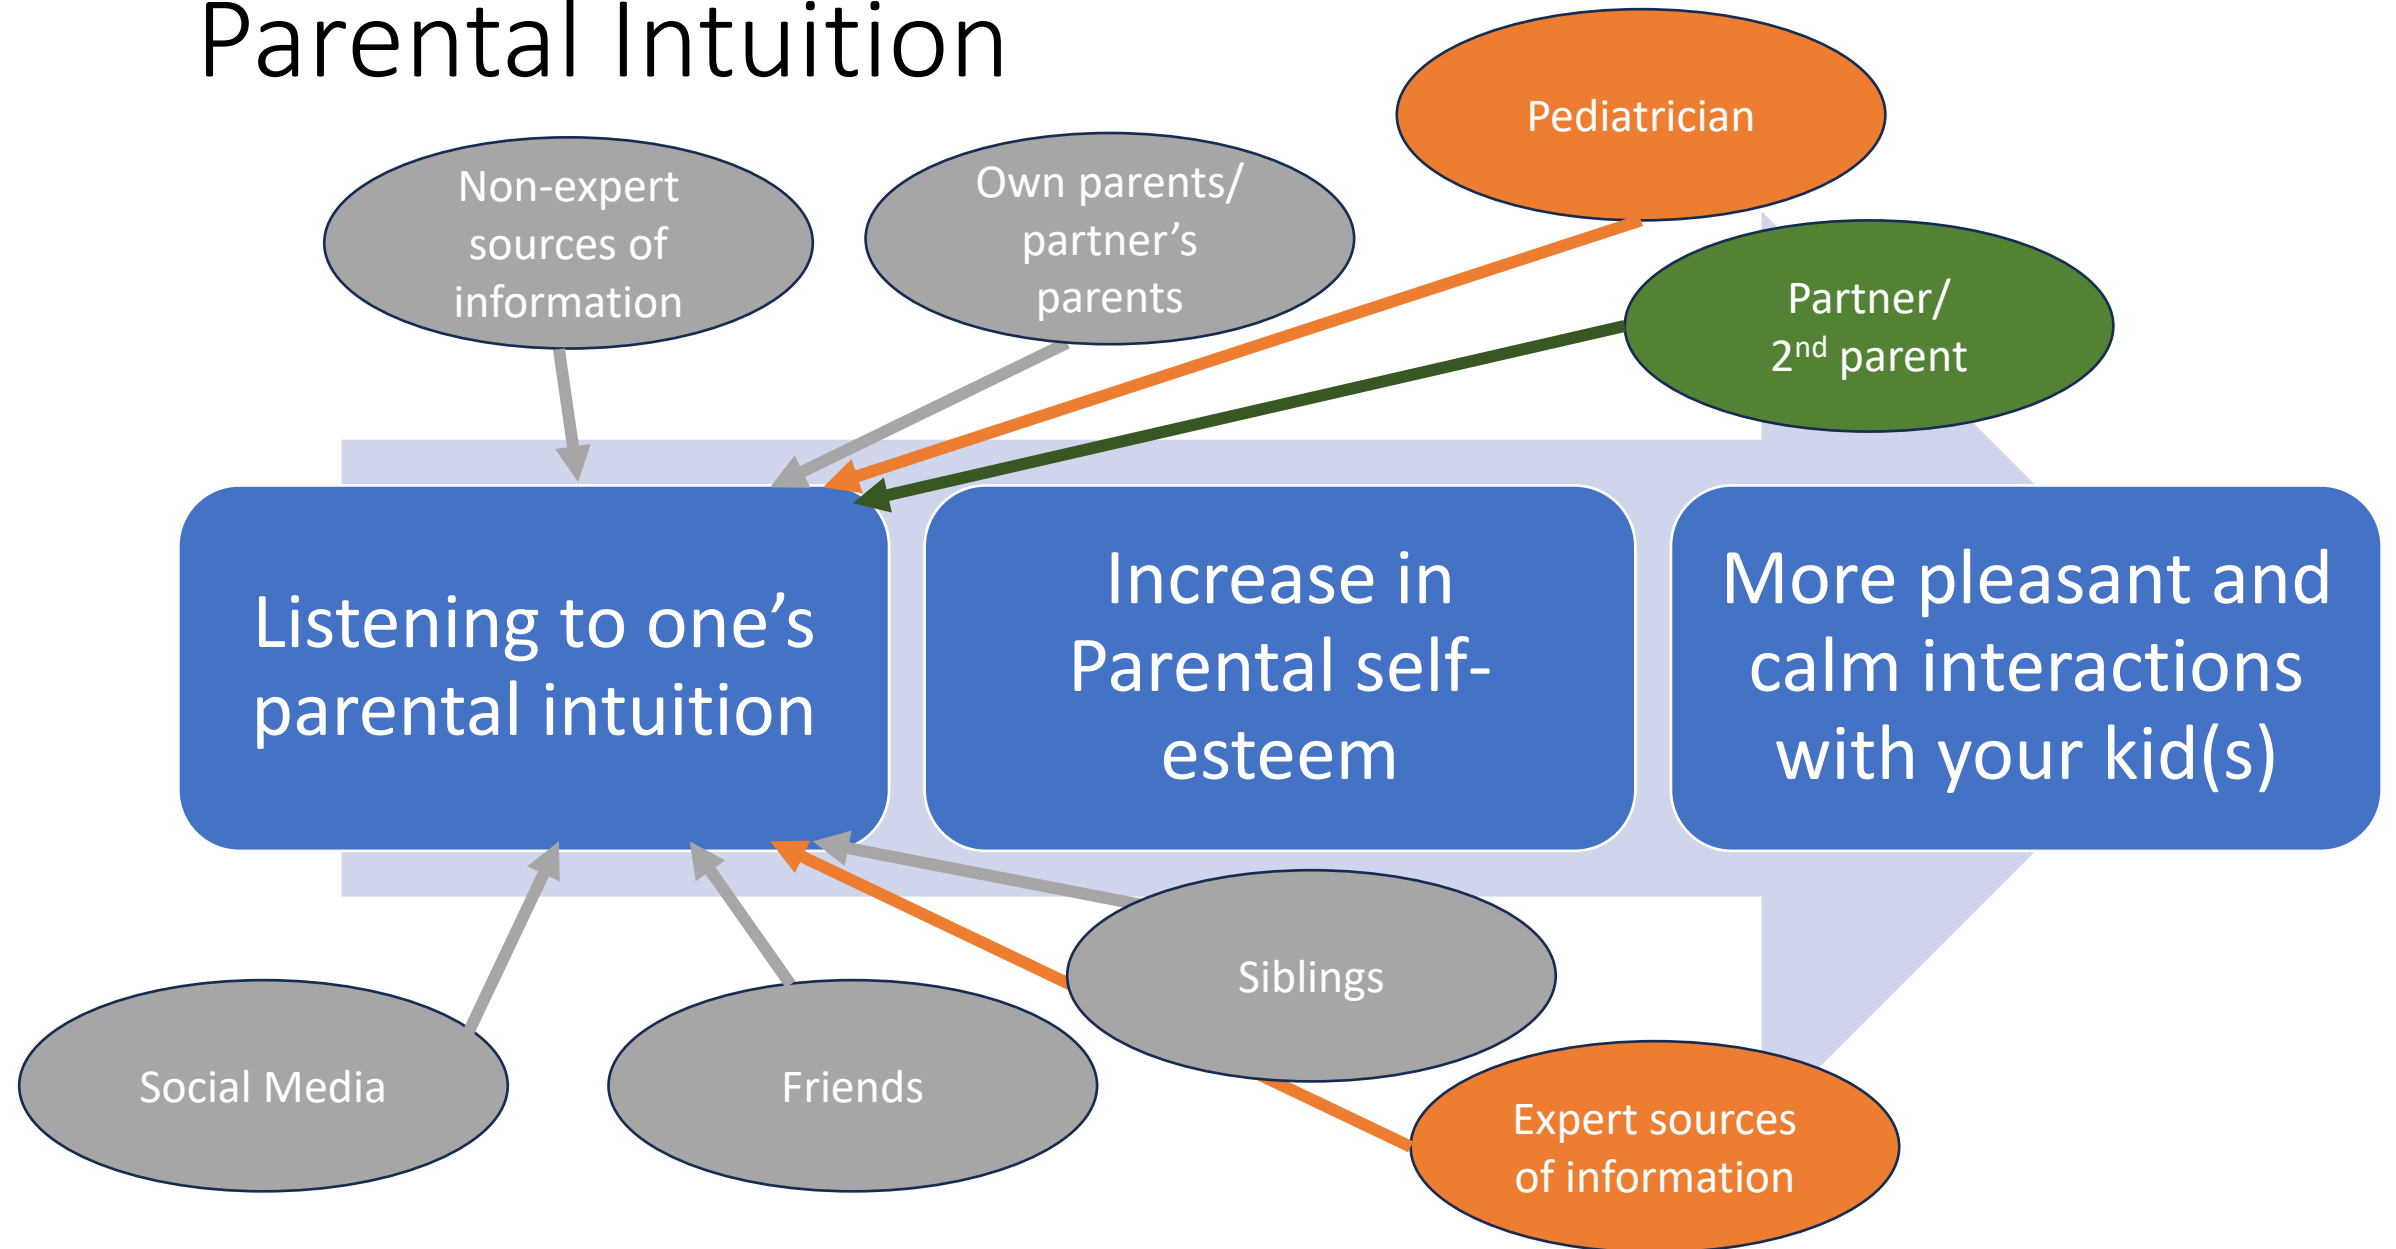 Parental Intuition
Pediatrician
Non-expert
sources of
information
Own parents/
partner’s
parents
Partner/
2nd parent
Listening to one’s
parental intuition
Increase in
Parental self-
esteem
More pleasant and
calm interactions
with your kid(s)
Siblings
Social Media
Friends
Expert sources
of information